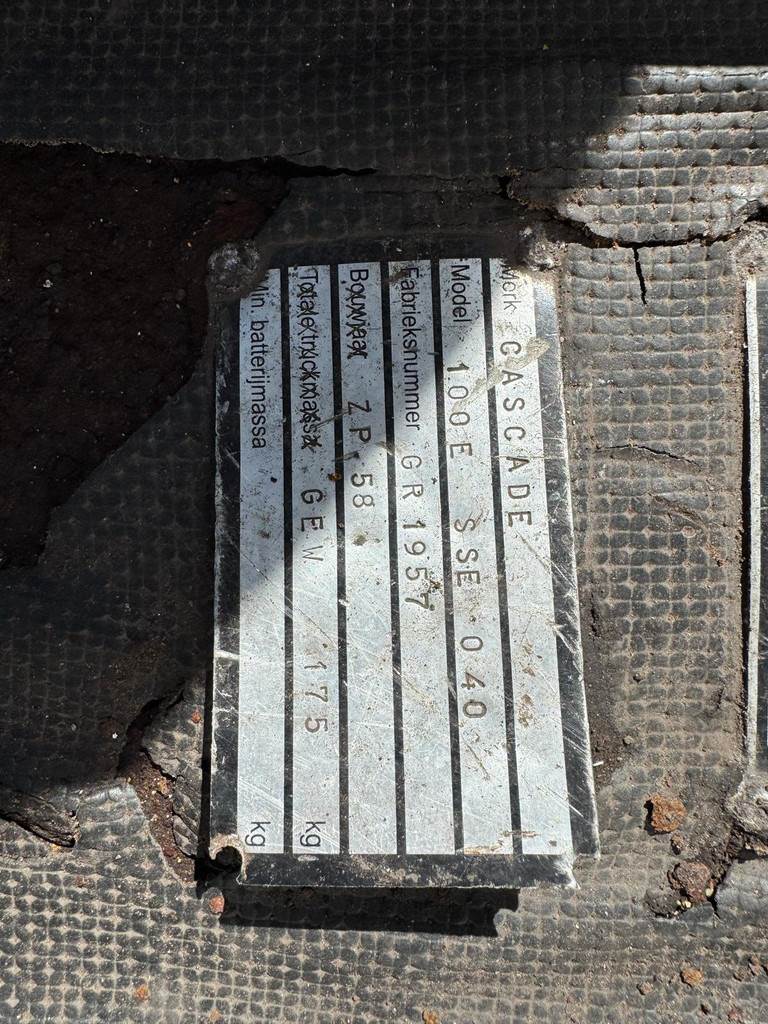 Merk CASCADE
Model 100E SSE 040
Fabrieksnummer GR 1957
Bouwjaar ZP 58
Totale truckmassa GEW 175 kg
Min. batterijmassa kg